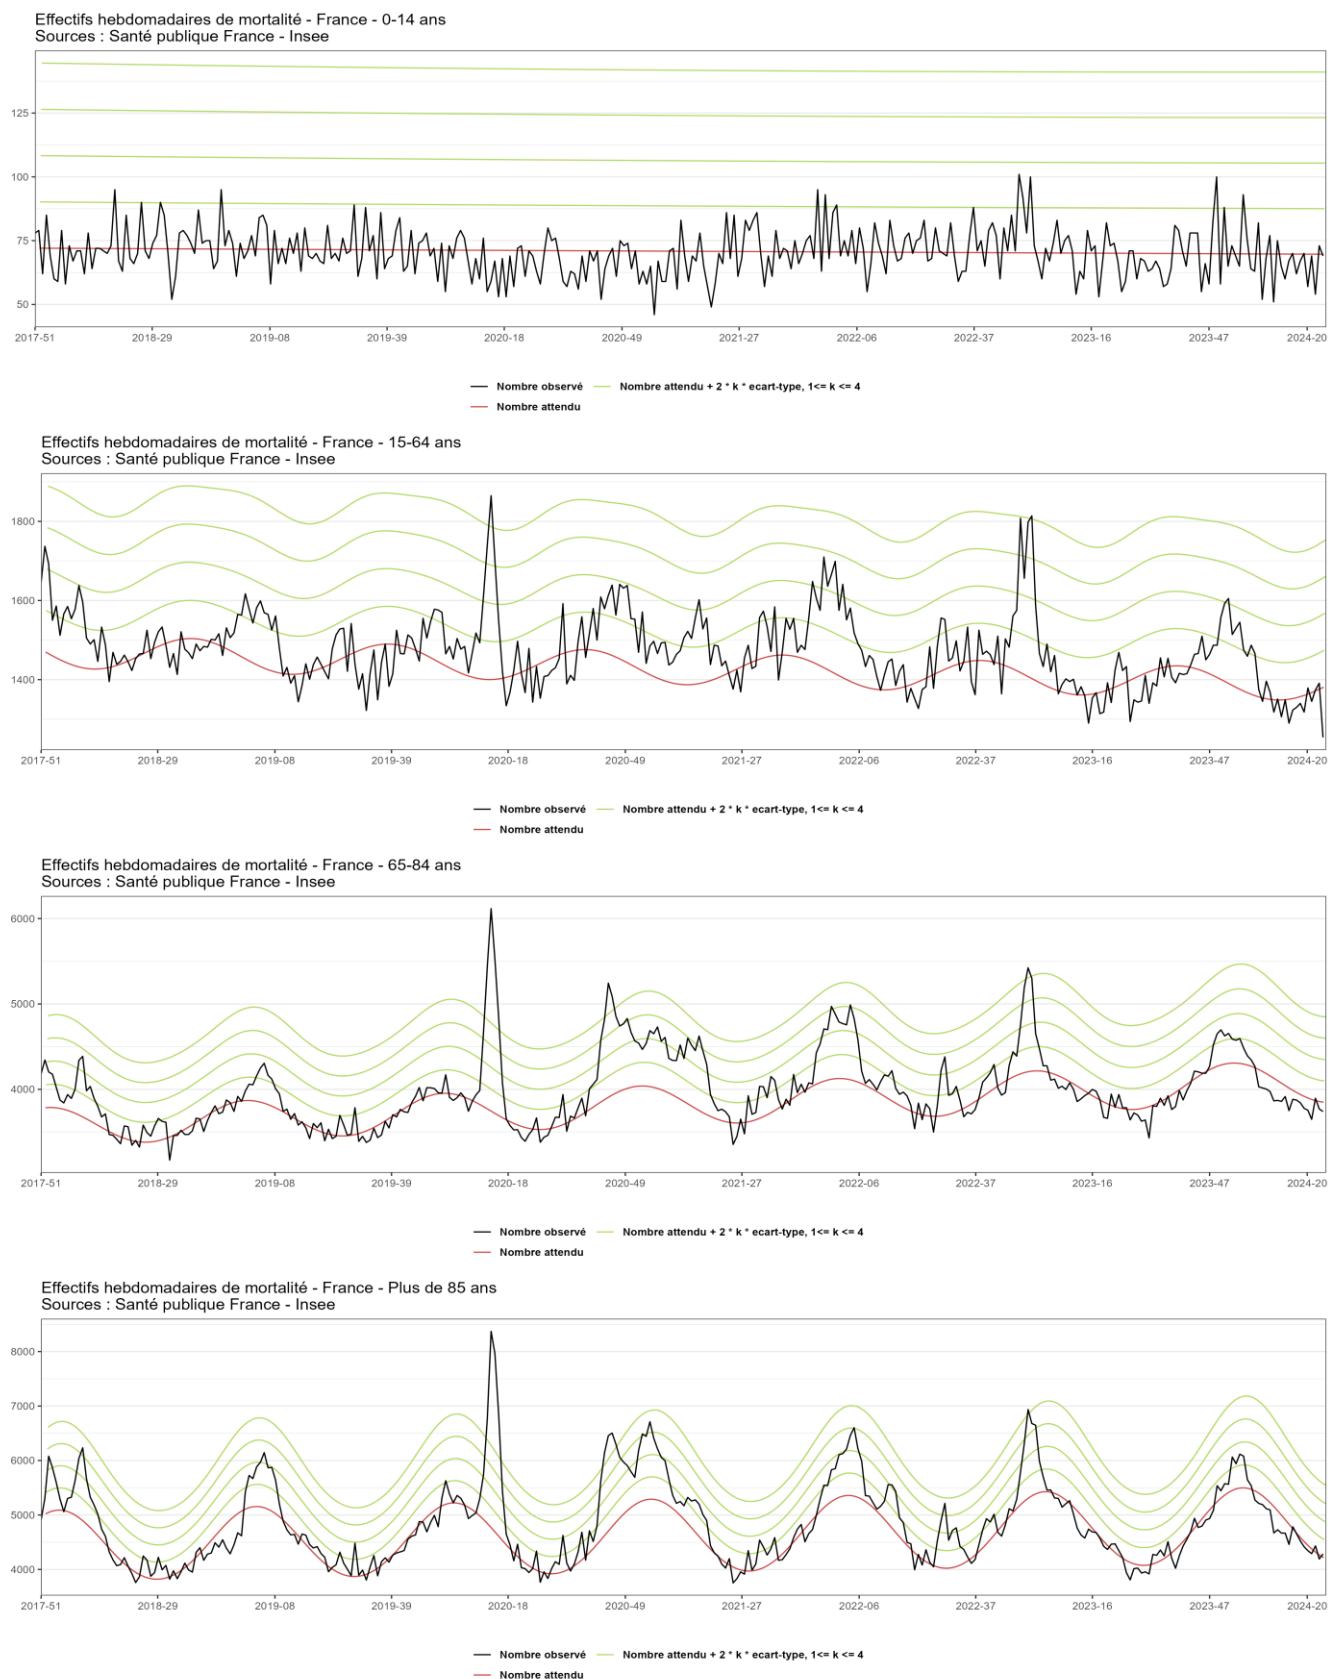 Effectifs hebdomadaires de mortalité - France - 0-14 ans
Sources : Santé publique France - Insee
125
100
75
50
2017-51 2018-29 2019-08 2019-39 2020-18 2020-49 2021-27 2022-06 2022-37 2023-16 2023-47 2024-20
Nombre observé Nombre attendu + 2 * k * ecart-type, 1<= k <= 4
Nombre attendu
Effectifs hebdomadaires de mortalité - France - 15-64 ans
Sources : Santé publique France - Insee
1800
1600
1400
2017-51 2018-29 2019-08 2019-39 2020-18 2020-49 2021-27 2022-06 2022-37 2023-16 2023-47 2024-20
Nombre observé Nombre attendu + 2 * k * ecart-type, 1<= k <= 4
Nombre attendu
Effectifs hebdomadaires de mortalité - France - 65-84 ans
Sources : Santé publique France - Insee
6000
5000
4000
2017-51 2018-29 2019-08 2019-39 2020-18 2020-49 2021-27 2022-06 2022-37 2023-16 2023-47 2024-20
Nombre observé Nombre attendu + 2 * k * ecart-type, 1<= k <= 4
Nombre attendu
Effectifs hebdomadaires de mortalité - France - Plus de 85 ans
Sources : Santé publique France - Insee
8000
7000
6000
5000
4000
2017-51 2018-29 2019-08 2019-39 2020-18 2020-49 2021-27 2022-06 2022-37 2023-16 2023-47 2024-20
Nombre observé Nombre attendu + 2 * k * ecart-type, 1<= k <= 4
Nombre attendu